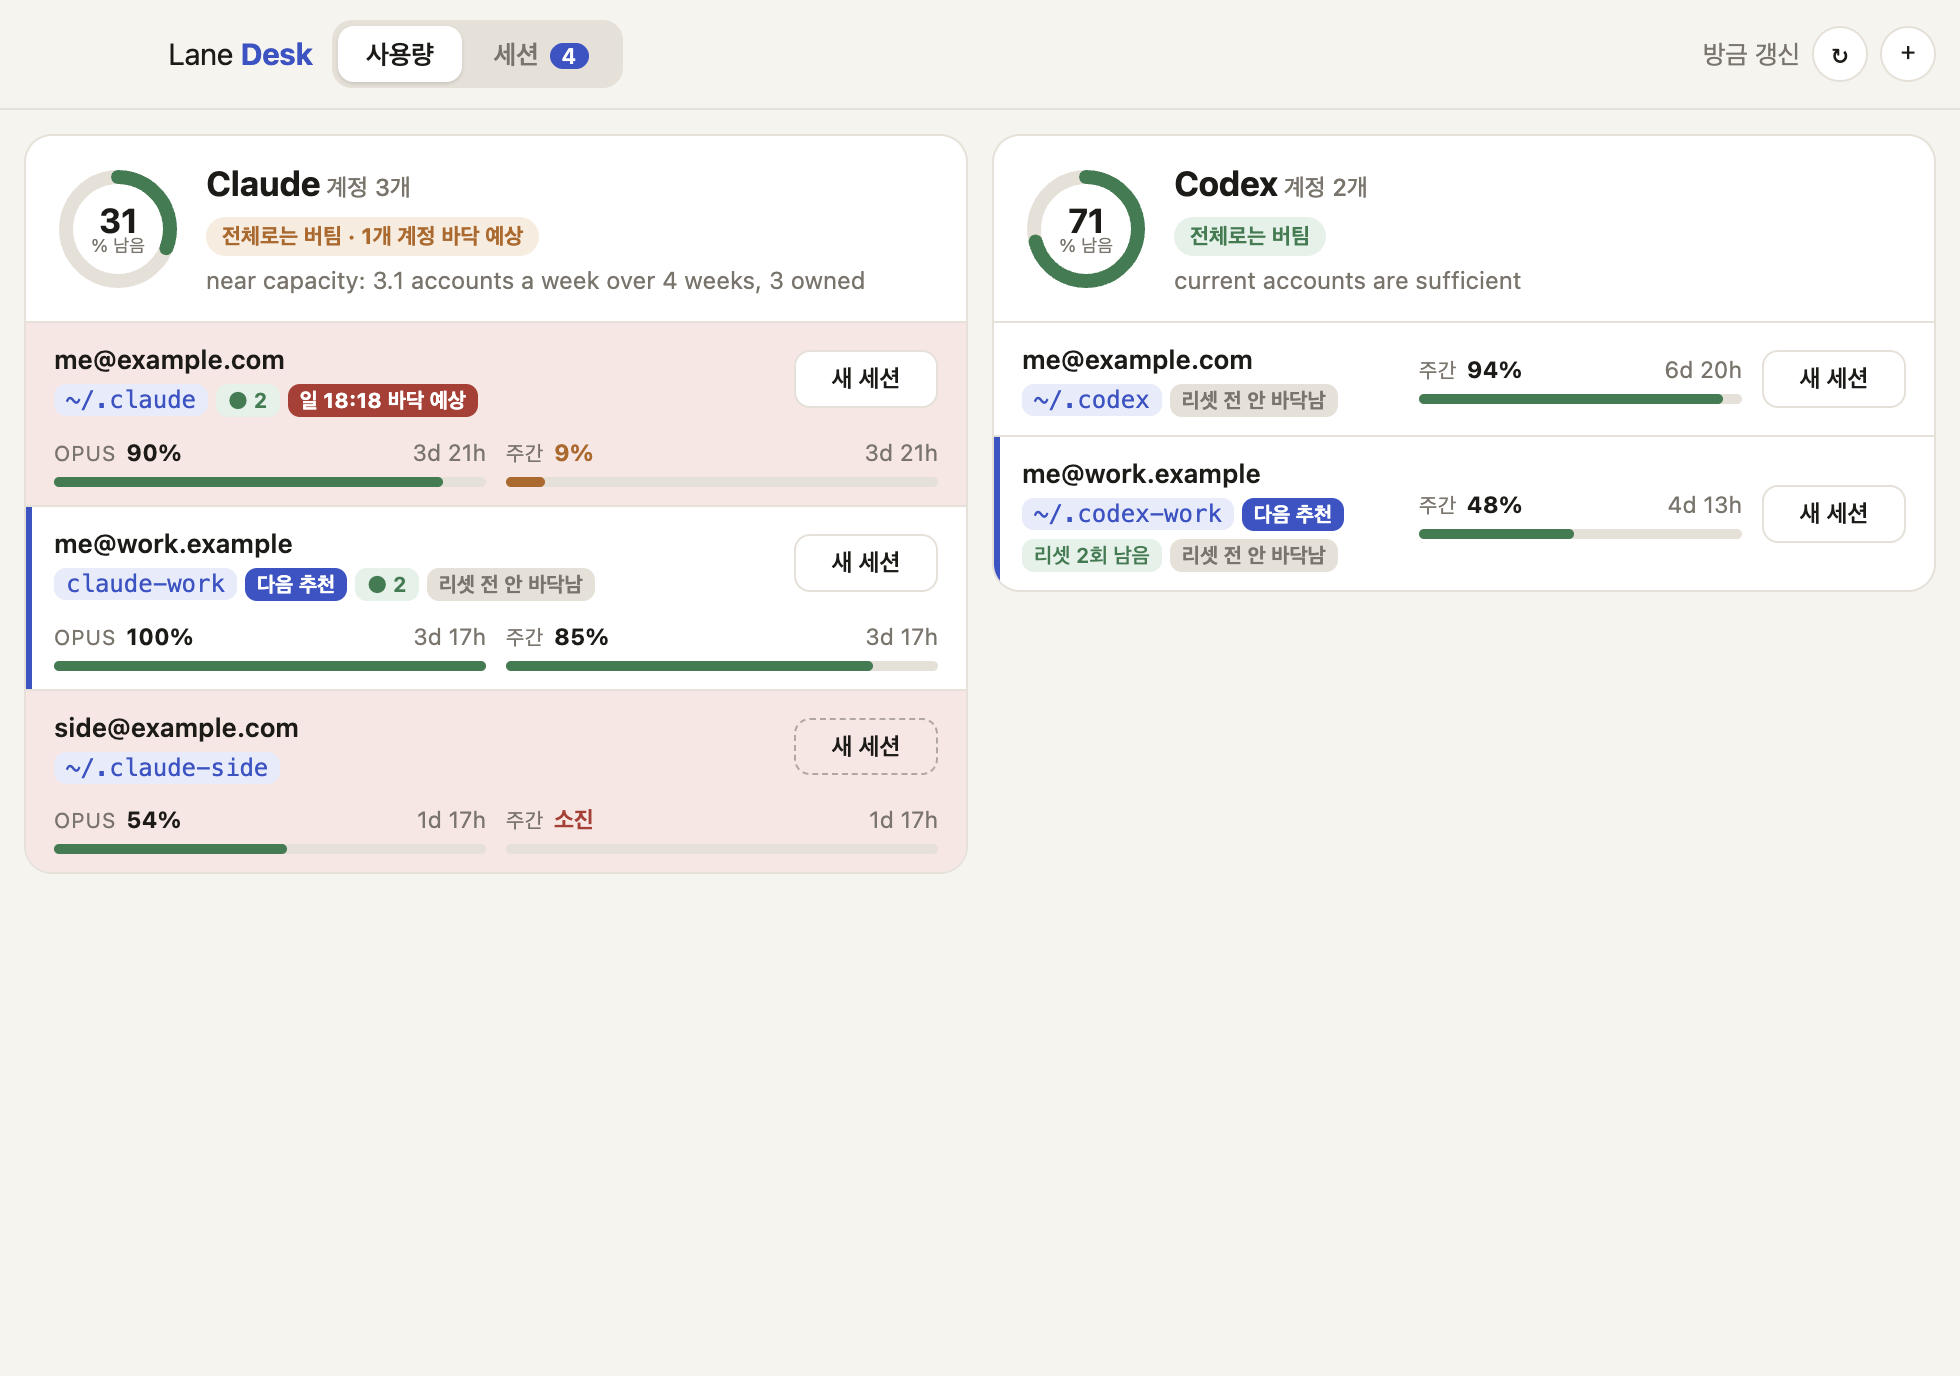 Lane Desk 사용량 세션 4 방금 갱신 ↻ +
31
% 남음
Claude 계정 3개
전체로는 버팀 · 1개 계정 바닥 예상
near capacity: 3.1 accounts a week over 4 weeks, 3 owned
me@example.com
~/.claude 2 일 18:18 바닥 예상
새 세션
OPUS 90% 3d 21h 주간 9% 3d 21h
me@work.example
claude-work 다음 추천 2 리셋 전 안 바닥남
새 세션
OPUS 100% 3d 17h 주간 85% 3d 17h
side@example.com
~/.claude-side
새 세션
OPUS 54% 1d 17h 주간 소진 1d 17h
71
% 남음
Codex 계정 2개
전체로는 버팀
current accounts are sufficient
me@example.com
~/.codex 리셋 전 안 바닥남
주간 94% 6d 20h
새 세션
me@work.example
~/.codex-work 다음 추천
리셋 2회 남음 리셋 전 안 바닥남
주간 48% 4d 13h
새 세션